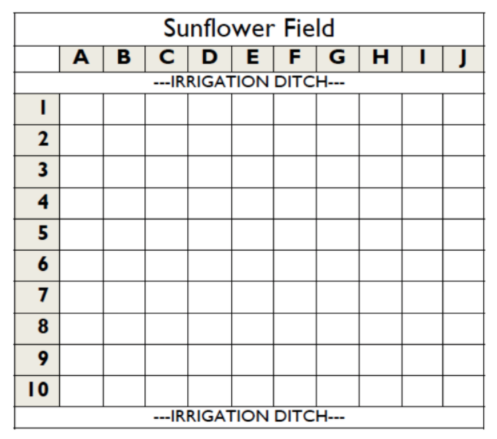 Sunflower Field
A B C D E F G H I J
---IRRIGATION DITCH---
1
2
3
4
5
6
7
8
9
10
---IRRIGATION DITCH---